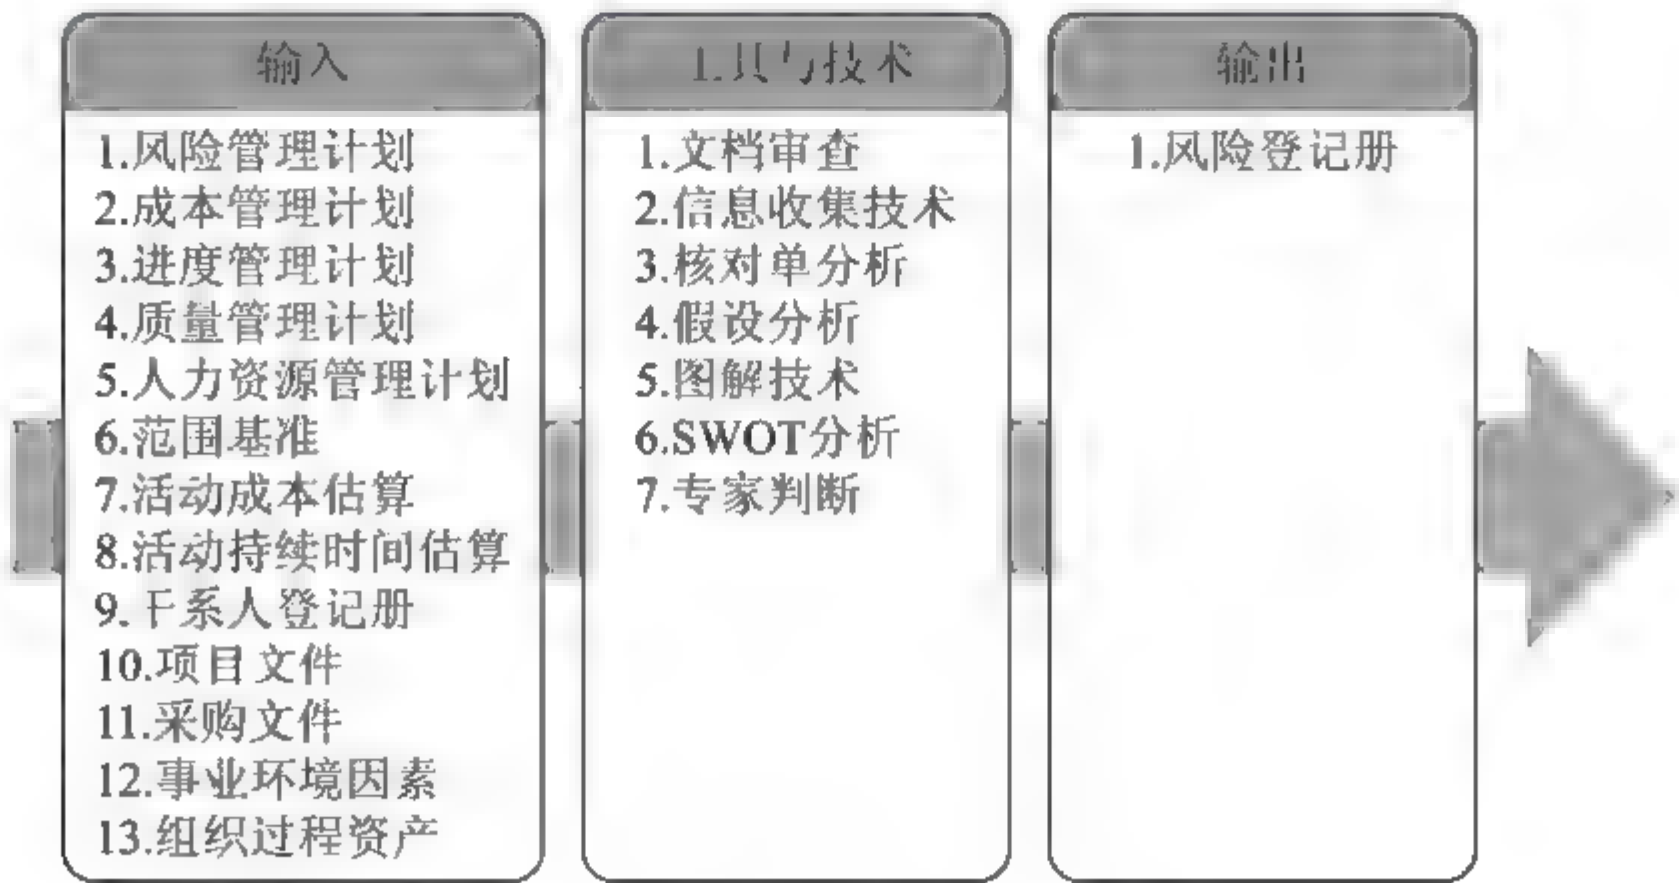 输入
1.风险管理计划
2.成本管理计划
3.进度管理计划
4.质量管理计划
5.人力资源管理计划
6.范围基准
7.活动成本估算
8.活动持续时间估算
9.干系人登记册
10.项目文件
11.采购文件
12.事业环境因素
13.组织过程资产
工具与技术
1.文档审查
2.信息收集技术
3.核对单分析
4.假设分析
5.图解技术
6.SWOT分析
7.专家判断
输出
1.风险登记册